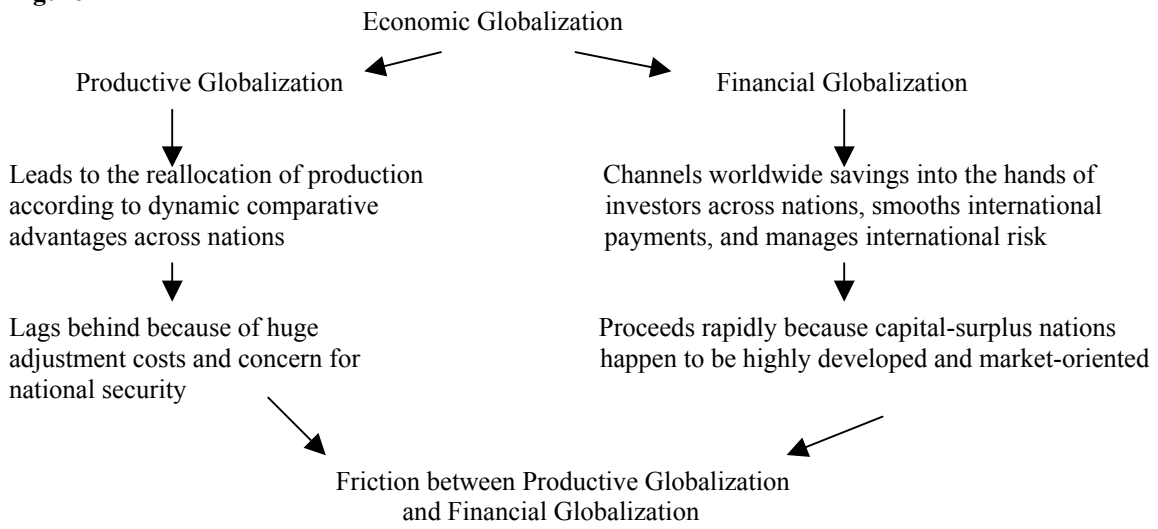 Economic Globalization
Productive Globalization
Financial Globalization
Leads to the reallocation of production
according to dynamic comparative
advantages across nations
Channels worldwide savings into the hands of
investors across nations, smooths international
payments, and manages international risk
Lags behind because of huge
adjustment costs and concern for
national security
Proceeds rapidly because capital-surplus nations
happen to be highly developed and market-oriented
Friction between Productive Globalization
and Financial Globalization